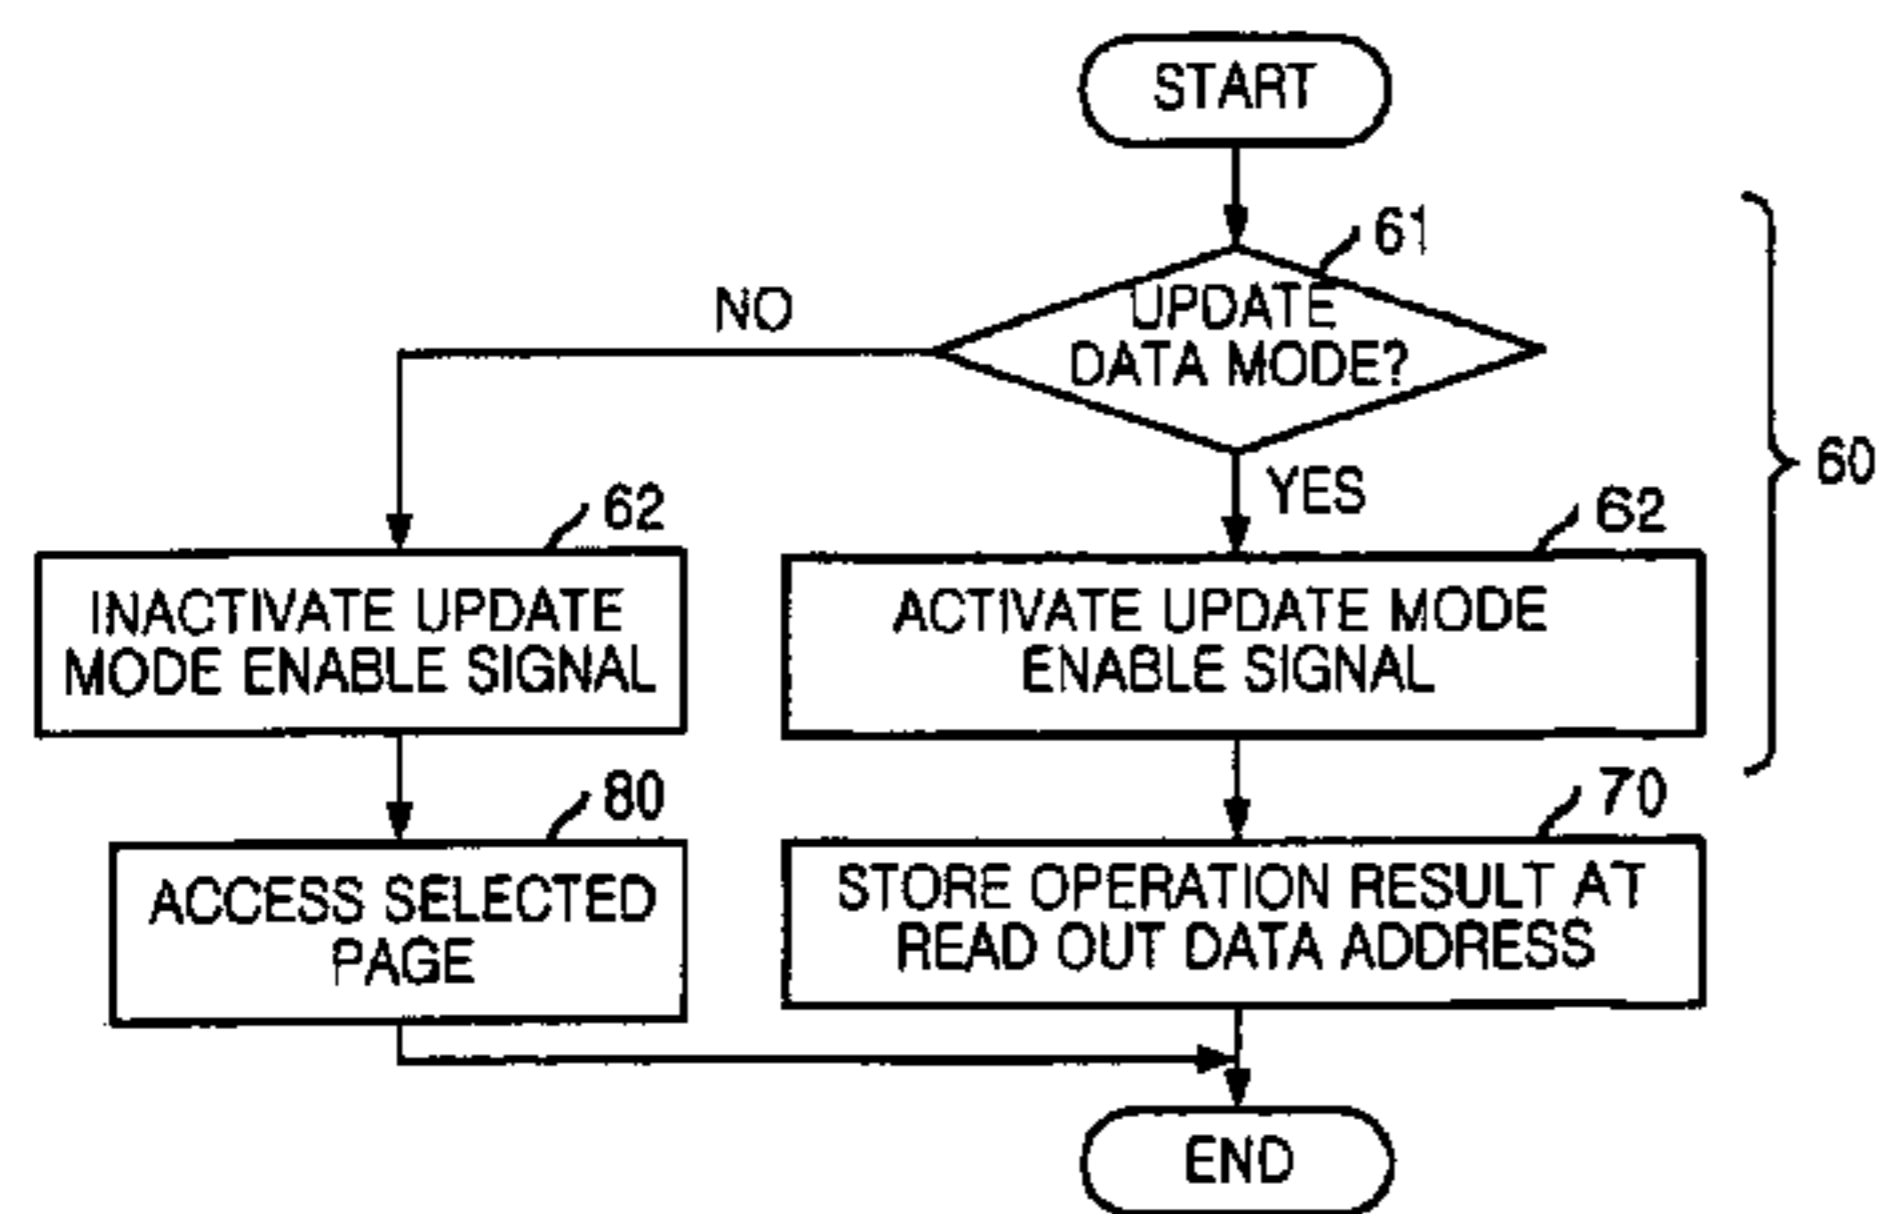 START
61
UPDATE
DATA MODE?
NO
YES
60
62
INACTIVATE UPDATE
MODE ENABLE SIGNAL
62
ACTIVATE UPDATE MODE
ENABLE SIGNAL
80
ACCESS SELECTED
PAGE
70
STORE OPERATION RESULT AT
READ OUT DATA ADDRESS
END